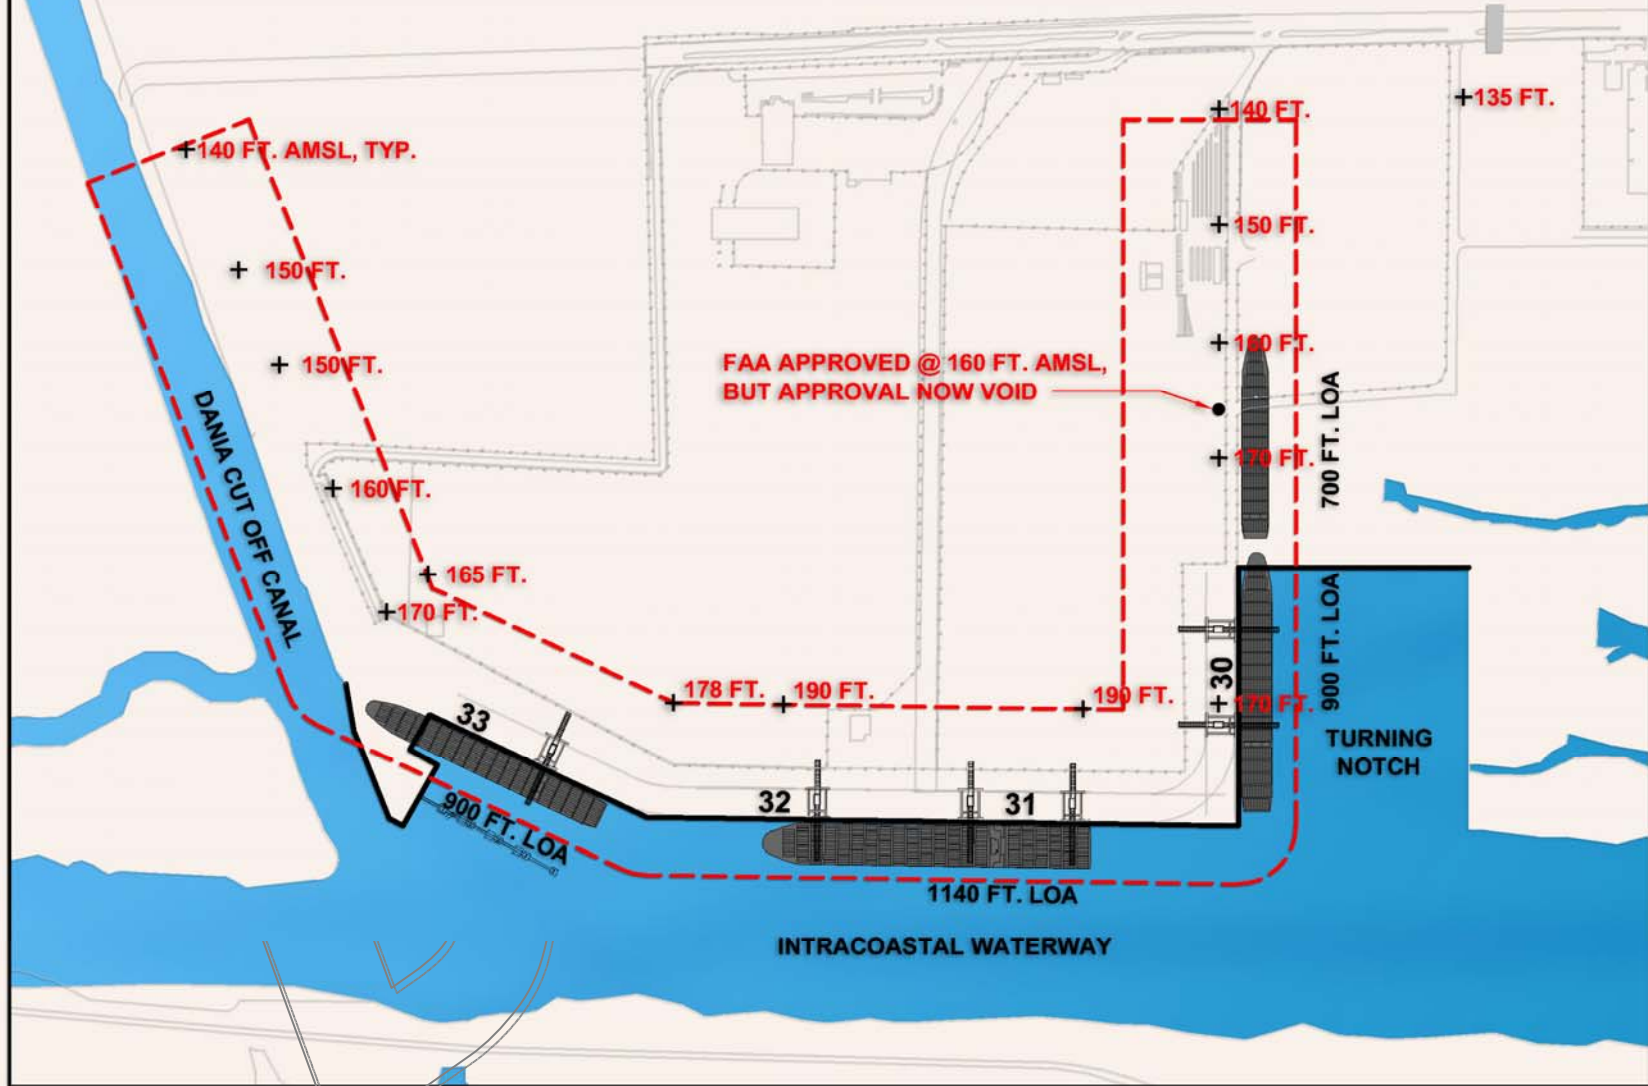 140 FT.
135 FT.
140 FT. AMSL, TYP.
150 FT.
150 FT.
160 FT.
150 FT.
FAA APPROVED @ 160 FT. AMSL,
BUT APPROVAL NOW VOID
170 FT.
700 FT. LOA
DANIA CUT OFF CANAL
160 FT.
165 FT.
170 FT.
900 FT. LOA
30
178 FT.
190 FT.
190 FT.
170 FT.
33
TURNING
NOTCH
32
31
900 FT. LOA
1140 FT. LOA
INTRACOASTAL WATERWAY